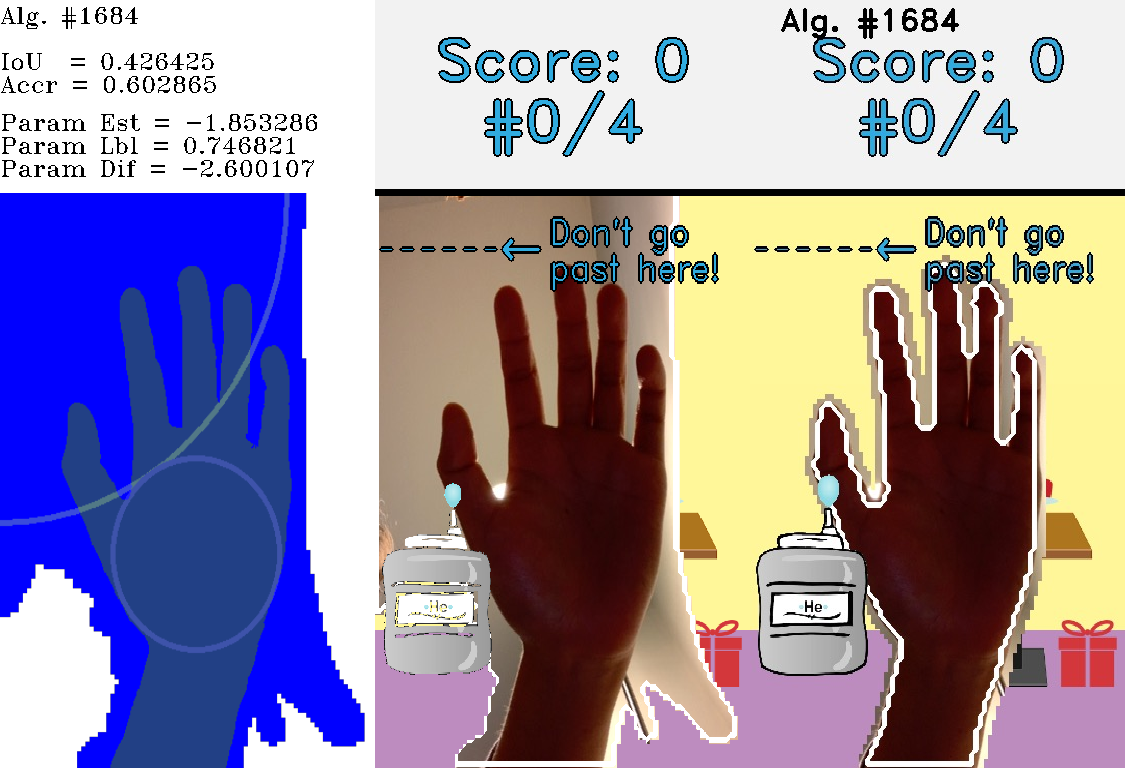 Alg. #1684
IoU = 0.426425
Accr = 0.602865
Param Est = −1.853286
Param Lbl = 0.746821
Param Dif = −2.600107
Score: 0
#0/4
Don't go
past here!
He
Alg. #1684
Score: 0
#0/4
Don't go
past here!
He